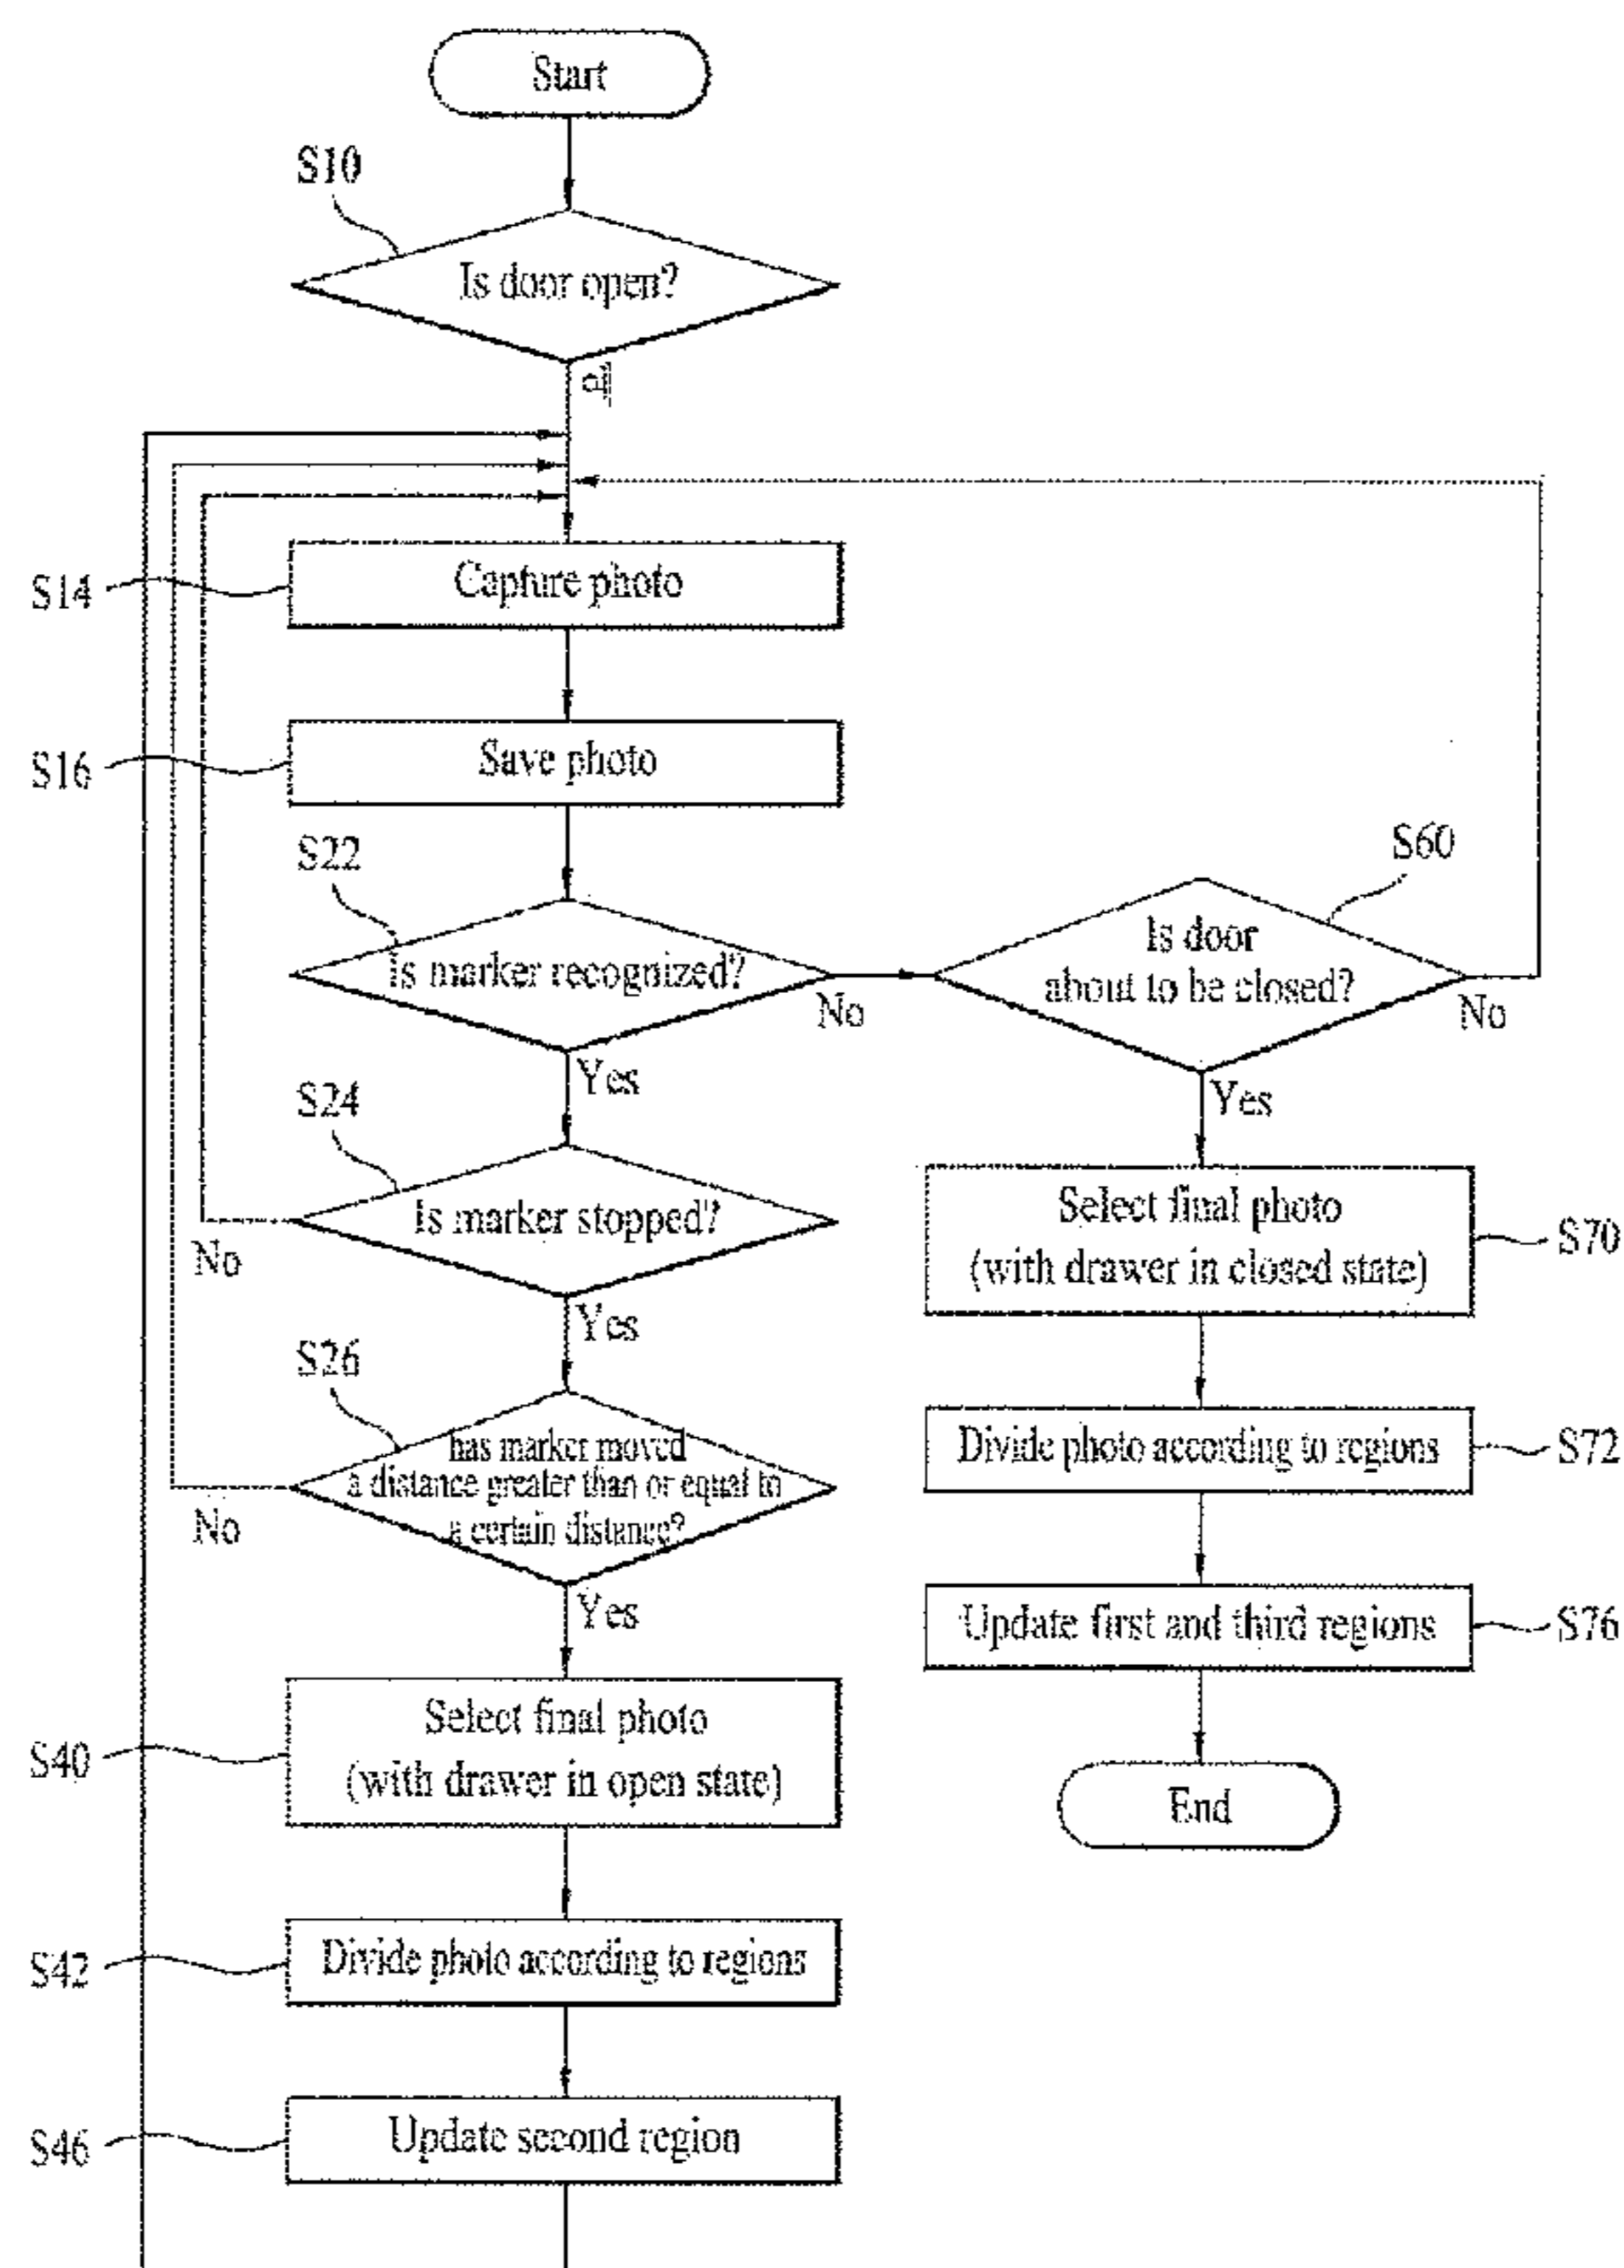 Start
S10
Is door open?
S14
Capture photo
S16
Save photo
S22
Is marker recognized?
No
Yes
S60
Is door
about to be closed?
No
Yes
S24
Is marker stopped?
No
Yes
S26
has marker moved
a distance greater than or equal to
a certain distance?
No
Yes
S40
Select final photo
(with drawer in open state)
S42
Divide photo according to regions
S46
Update second region
Select final photo
(with drawer in closed state)
S70
Divide photo according to regions
S72
Update first and third regions
S76
End